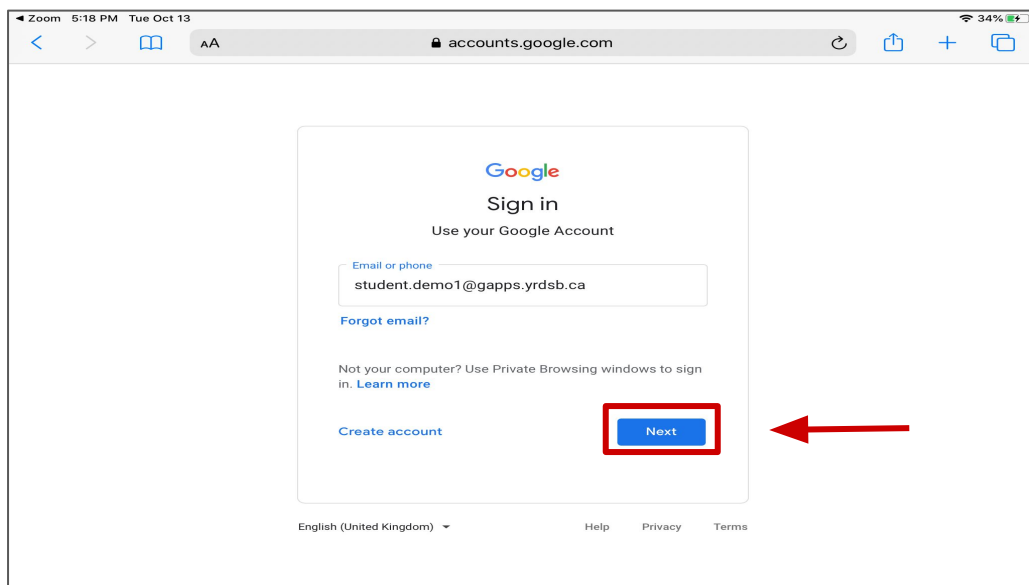 ◀ Zoom 5:18 PM Tue Oct 13 34%
AA accounts.google.com
Google
Sign in
Use your Google Account
Email or phone
student.demo1@gapps.yrdsb.ca
Forgot email?
Not your computer? Use Private Browsing windows to sign
in. Learn more
Create account Next
English (United Kingdom) Help Privacy Terms